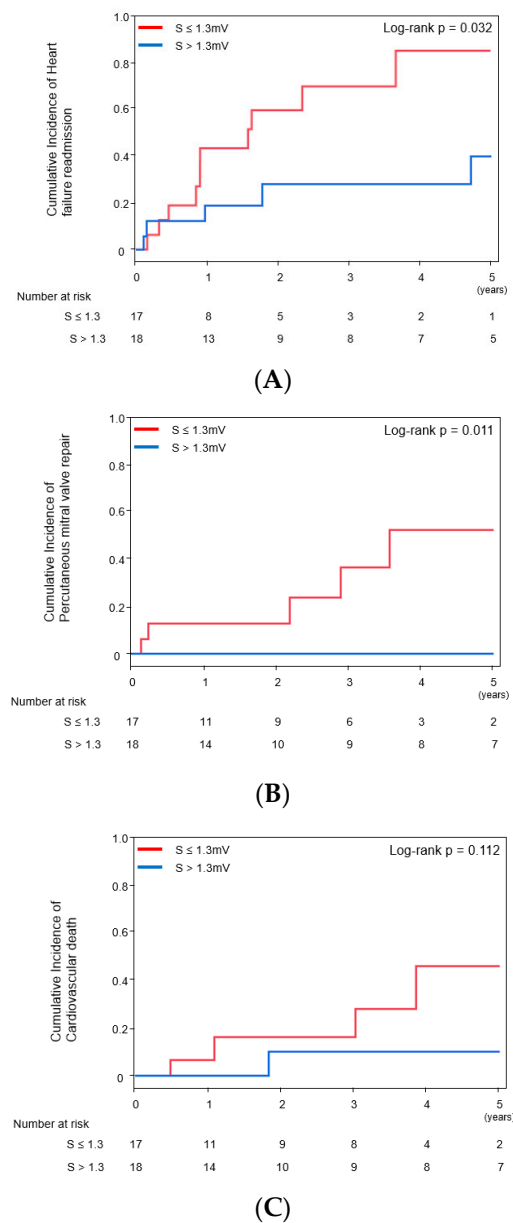 1.0
S ≤ 1.3mV
Log-rank p = 0.032
S > 1.3mV
0.8
0.6
0.4
0.2
0
Cumulative Incidence of Heart
failure readmission
0 1 2 3 4 5
(years)
Number at risk
S ≤ 1.3 17 8 5 3 2 1
S > 1.3 18 13 9 8 7 5
(A)
1.0
S ≤ 1.3mV
Log-rank p = 0.011
S > 1.3mV
0.8
0.6
0.4
0.2
0
Cumulative Incidence of
Percutaneous mitral valve repair
0 1 2 3 4 5
(years)
Number at risk
S ≤ 1.3 17 11 9 6 3 2
S > 1.3 18 14 10 9 8 7
(B)
1.0
S ≤ 1.3mV
Log-rank p = 0.112
S > 1.3mV
0.8
0.6
0.4
0.2
0
Cumulative Incidence of
Cardiovascular death
0 1 2 3 4 5
(years)
Number at risk
S ≤ 1.3 17 11 9 8 4 2
S > 1.3 18 14 10 9 8 7
(C)